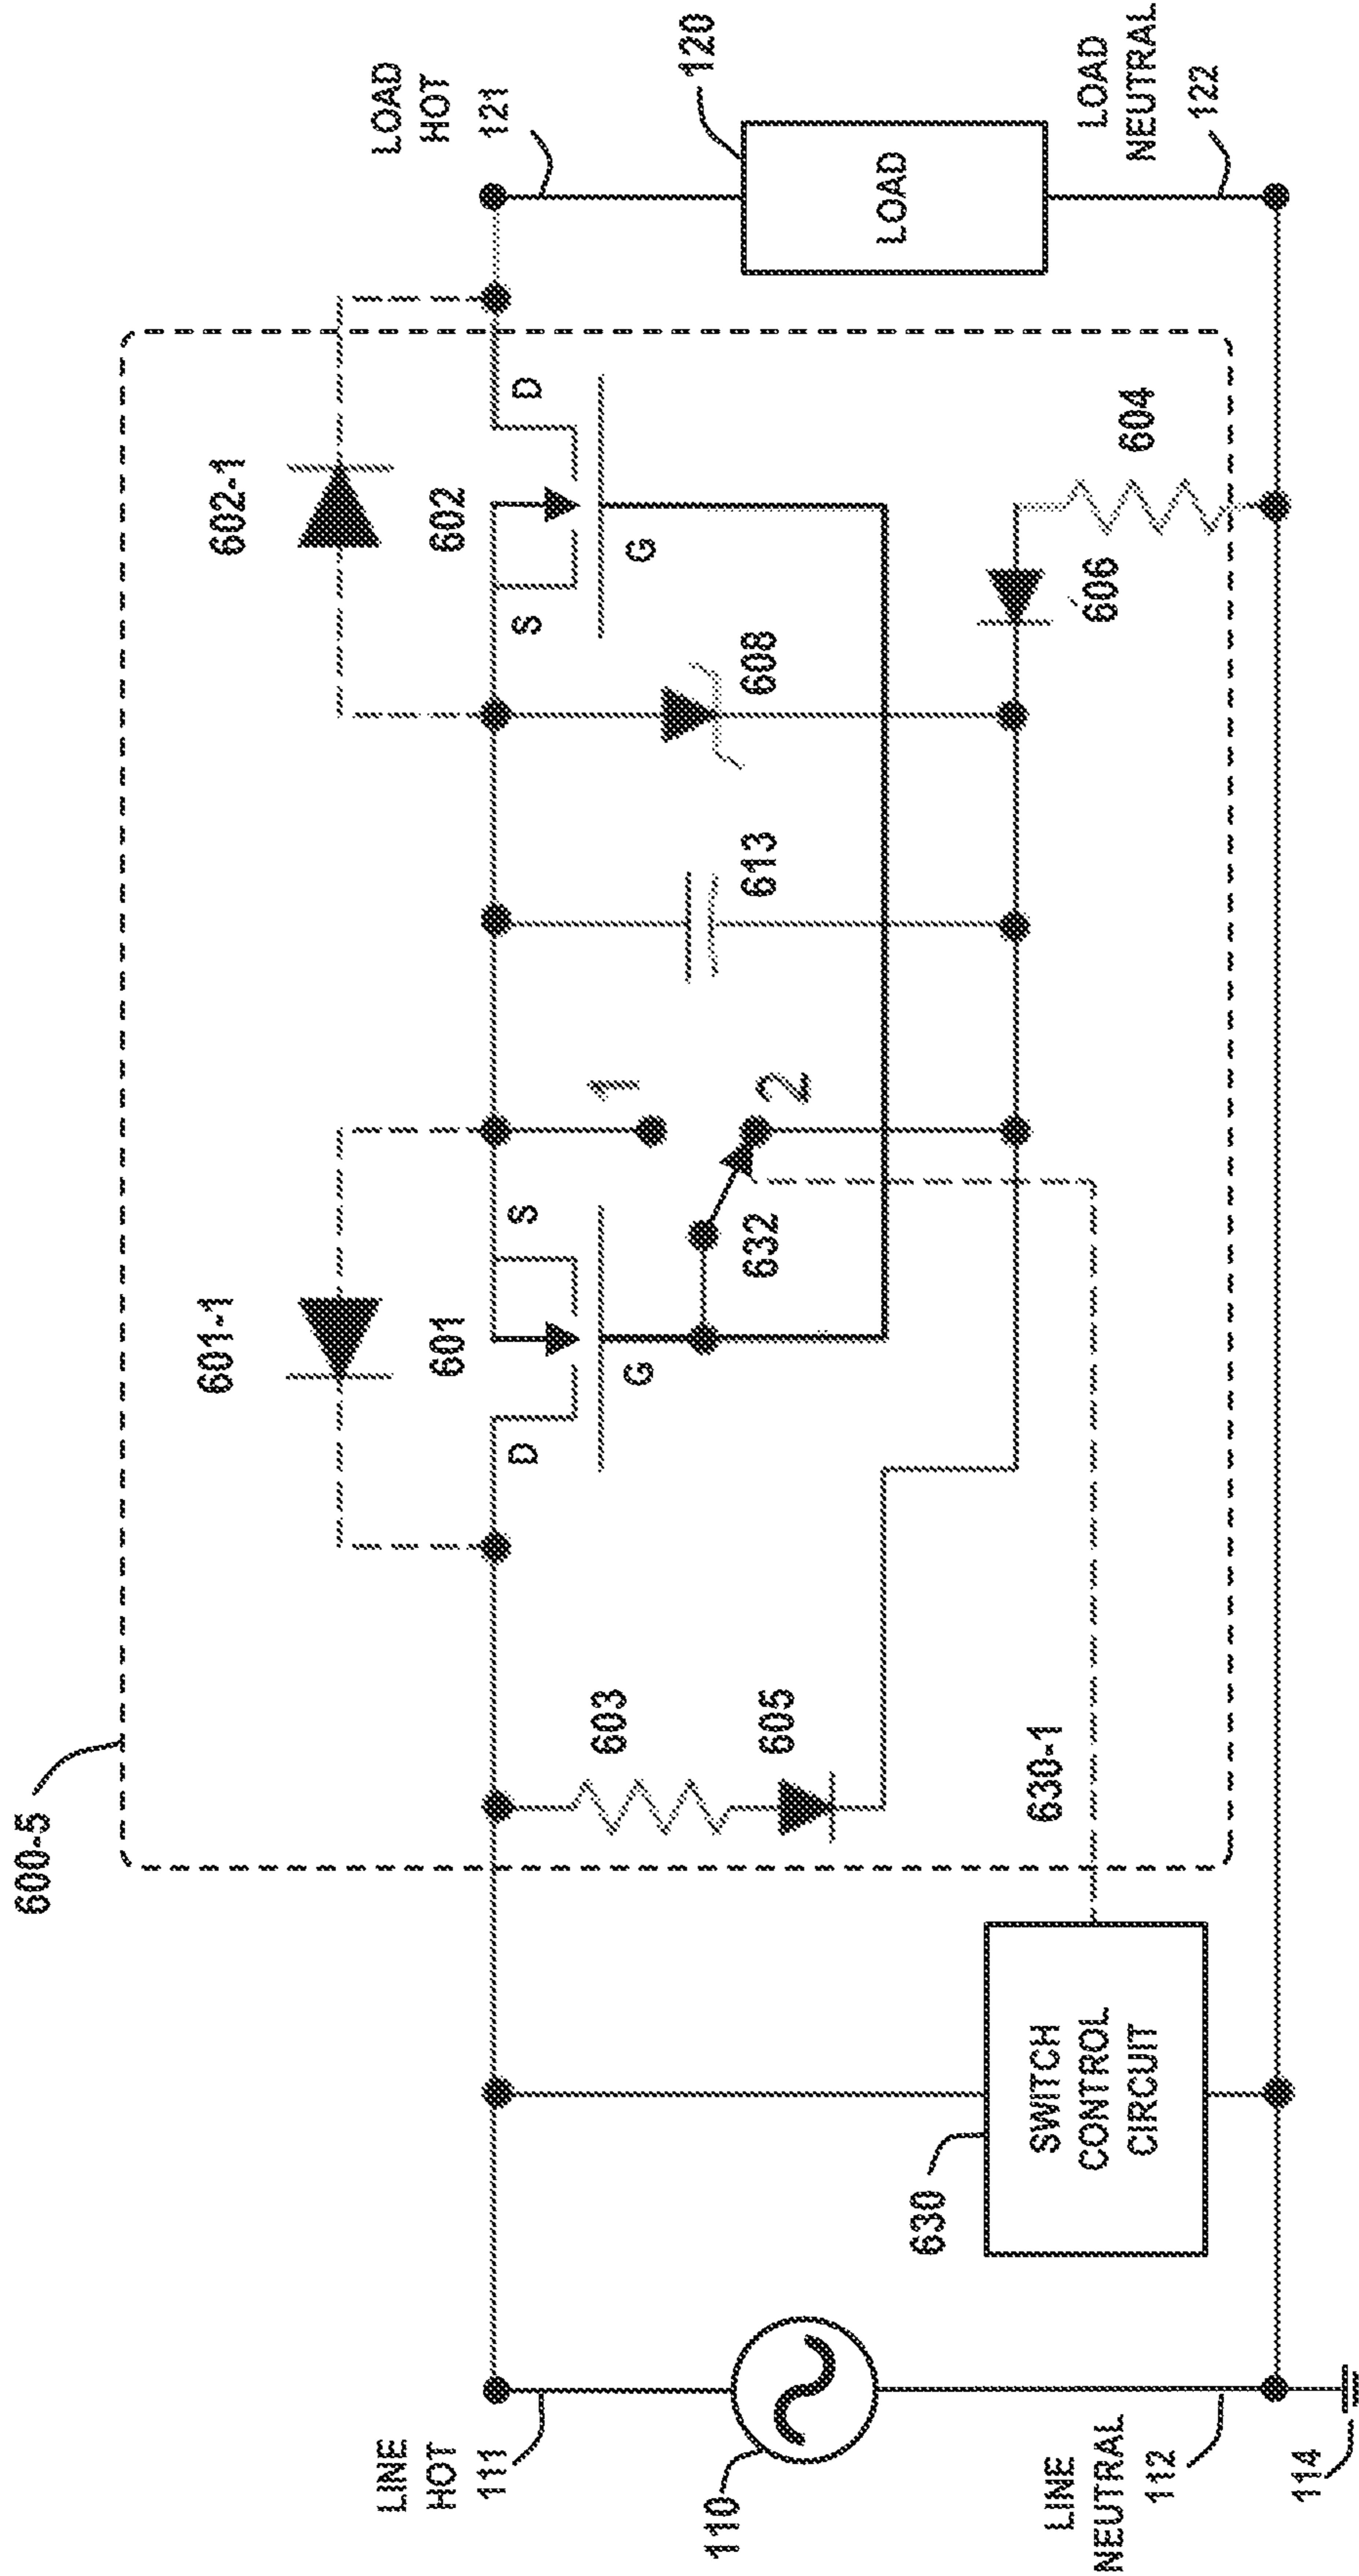 600-5
LINE
HOT
111
110
LINE
NEUTRAL
112
114
630
SWITCH
CONTROL
CIRCUIT
630-1
603
605
601-1
601
D
S
G
632
1
2
613
608
602-1
602
S
D
G
606
604
LOAD
HOT
121
120
LOAD
LOAD
NEUTRAL
122